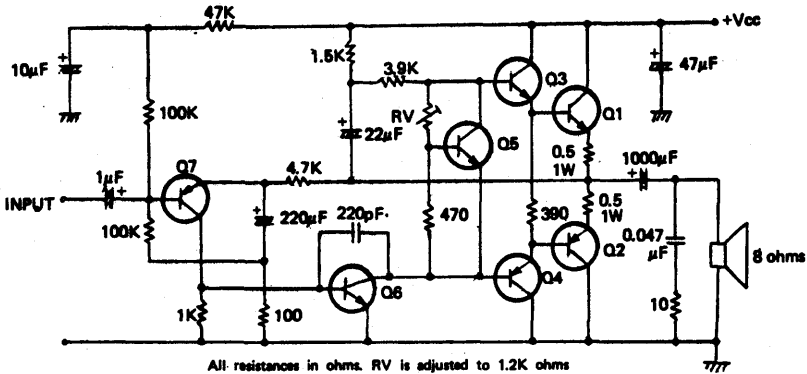 47K
+Vcc
1.5K
3.9K
Q3
+
10µF
+
47µF
100K
RV
Q1
+
22µF
Q5
Q7
0.5
1W
1000µF
1µF
+
4.7K
+
INPUT
+
220µF
220pF
470
390
0.5
1W
100K
Q2
0.047
µF
8 ohms
Q6
Q4
1K
100
10
All resistances in ohms. RV is adjusted to 1.2K ohms